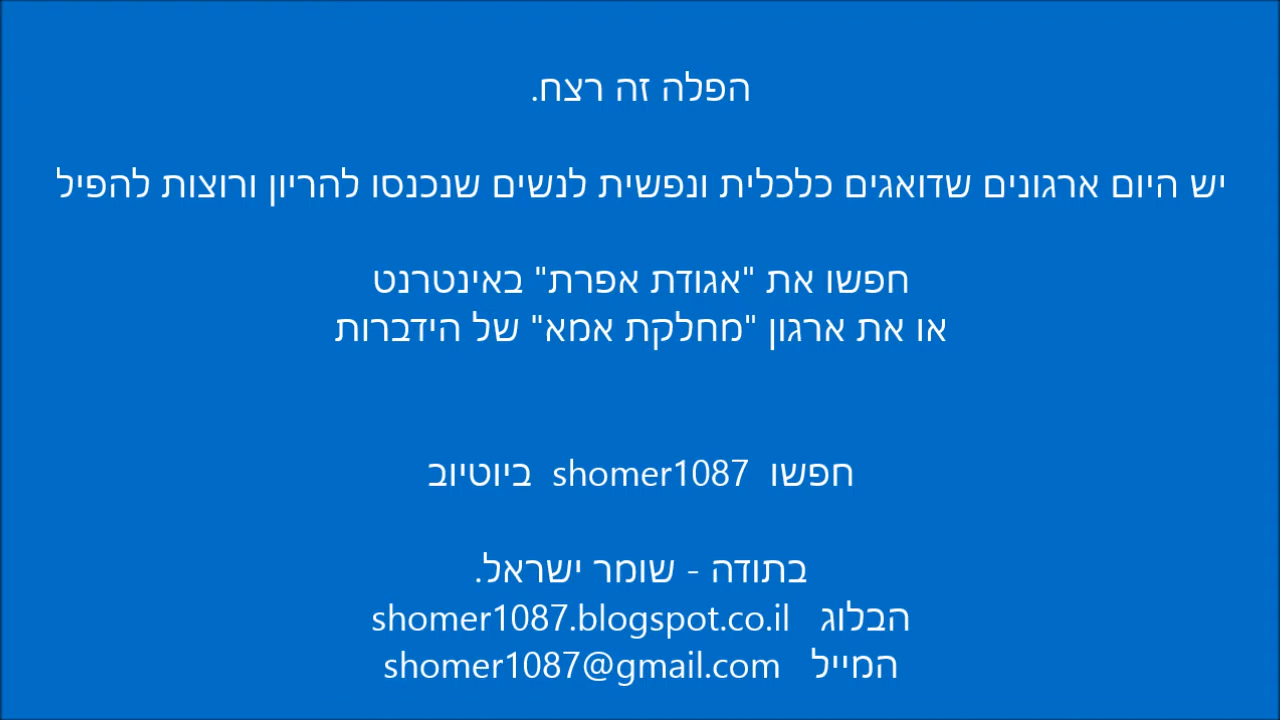 הפלה זה רצח.
יש היום ארגונים שדואגים כלכלית ונפשית לנשים שנכנסו להריון ורוצות להפיל
חפשו את "אגודת אפרת" באינטרנט
או את ארגון "מחלקת אמא" של הידברות
חפשו  shomer1087  ביוטיוב
בתודה - שומר ישראל.
הבלוג   shomer1087.blogspot.co.il
המייל   shomer1087@gmail.com